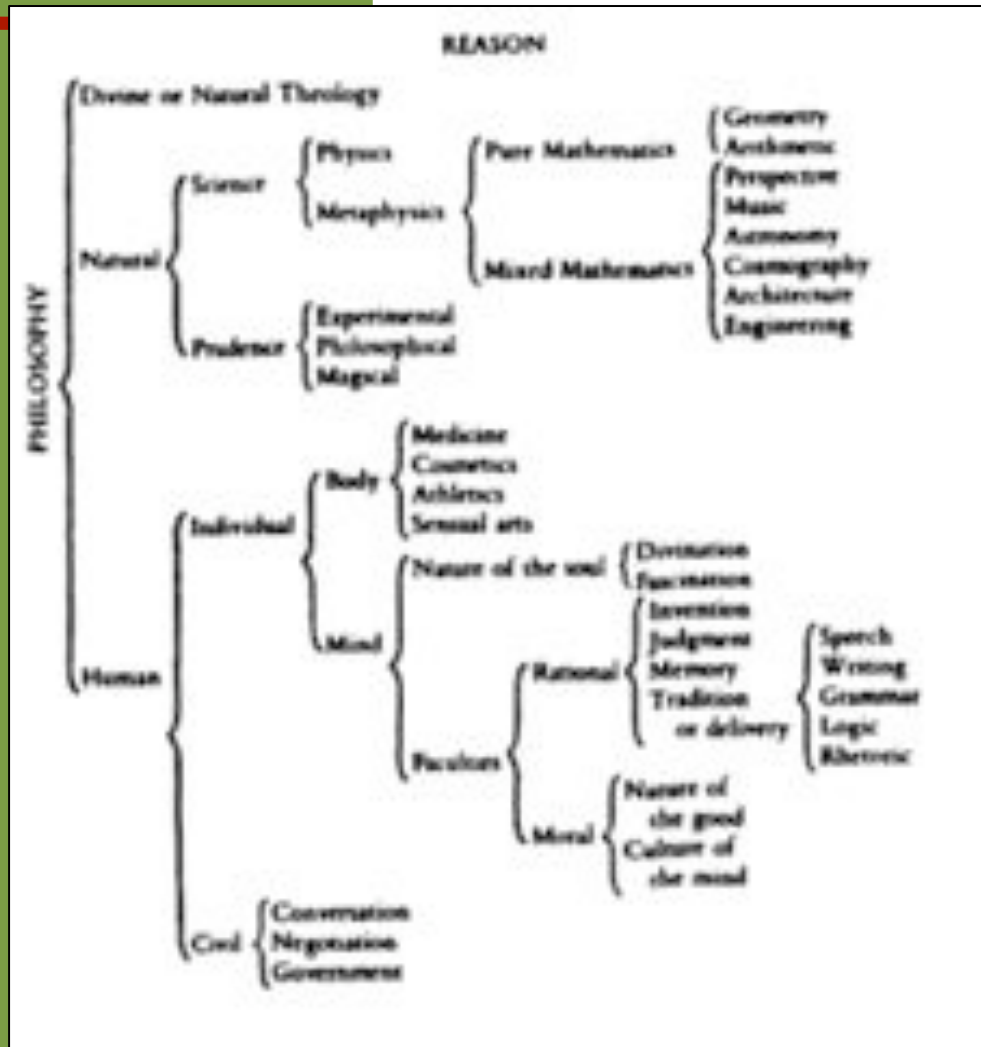 REASON
PHILOSOPHY
Divine or Natural Theology
Natural
Science
Physics
Metaphysics
Pure Mathematics
Geometry
Arithmetic
Mixed Mathematics
Perspective
Music
Astronomy
Cosmography
Architecture
Engineering
Prudence
Experimental
Philosophical
Magical
Human
Individual
Body
Medicine
Cosmetics
Athletics
Sensual arts
Mind
Nature of the soul
Divination
Fascination
Faculties
Rational
Invention
Judgment
Memory
Tradition
or delivery
Speech
Writing
Grammar
Logic
Rhetoric
Moral
Nature of
the good
Culture of
the mind
Civil
Conversation
Negotiation
Government